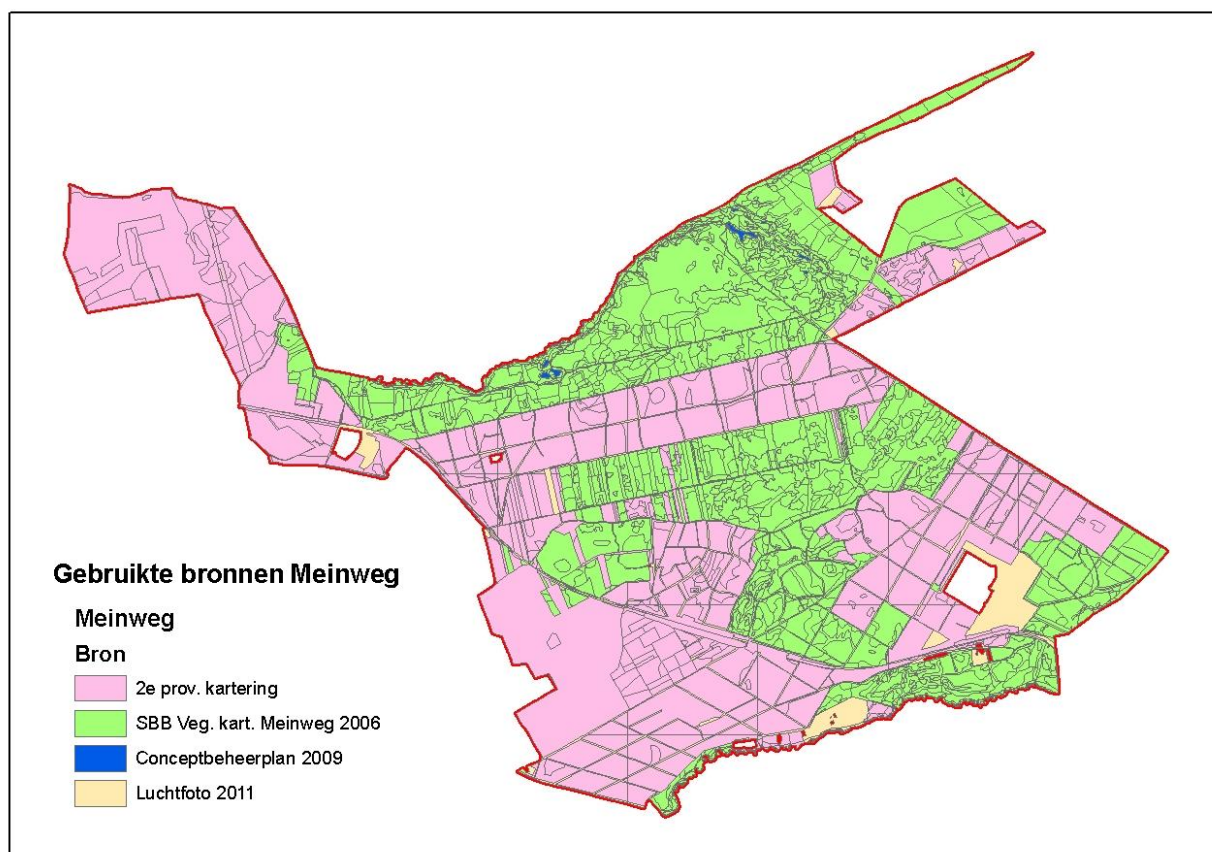 Gebruikte bronnen Meinweg
Meinweg
Bron
2e prov. kartering
SBB Veg. kart. Meinweg 2006
Conceptbeheerplan 2009
Luchtfoto 2011